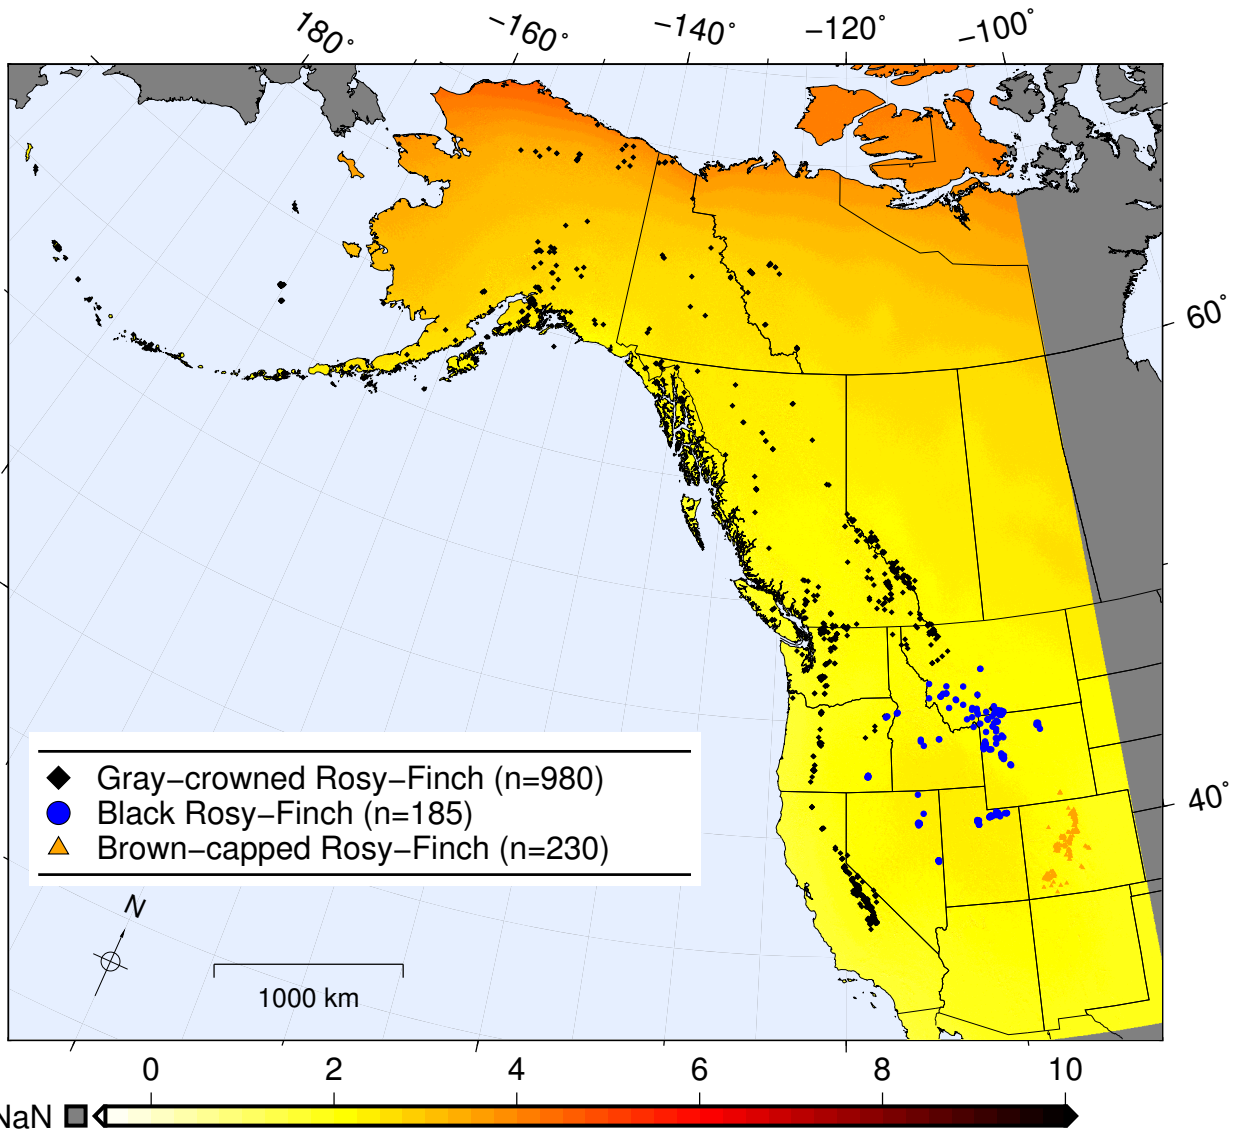 180° −160° −140° −120° −100°
60°
40°
Gray−crowned Rosy−Finch (n=980)
Black Rosy−Finch (n=185)
Brown−capped Rosy−Finch (n=230)
N
1000 km
0 2 4 6 8 10
NaN